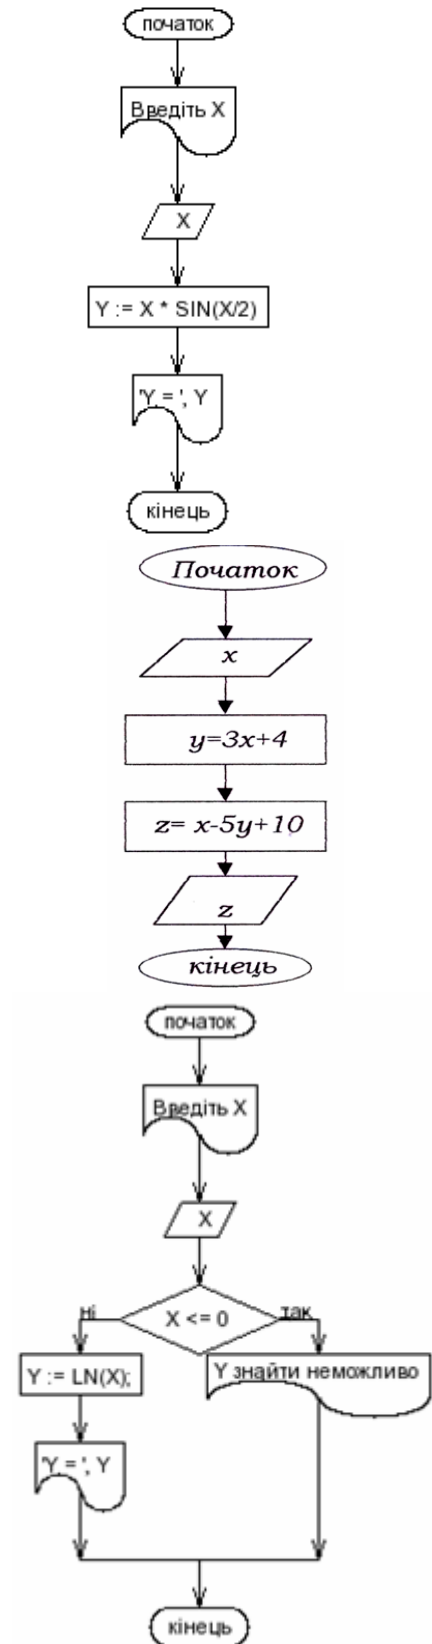 початок
Введіть X
X
Y := X * SIN(X/2)
'Y = ', Y
кінець
Початок
x
y=3x+4
z= x-5y+10
z
кінець
початок
Введіть X
X
X <= 0
ні
так
Y := LN(X);
Y знайти неможливо
'Y = ', Y
кінець